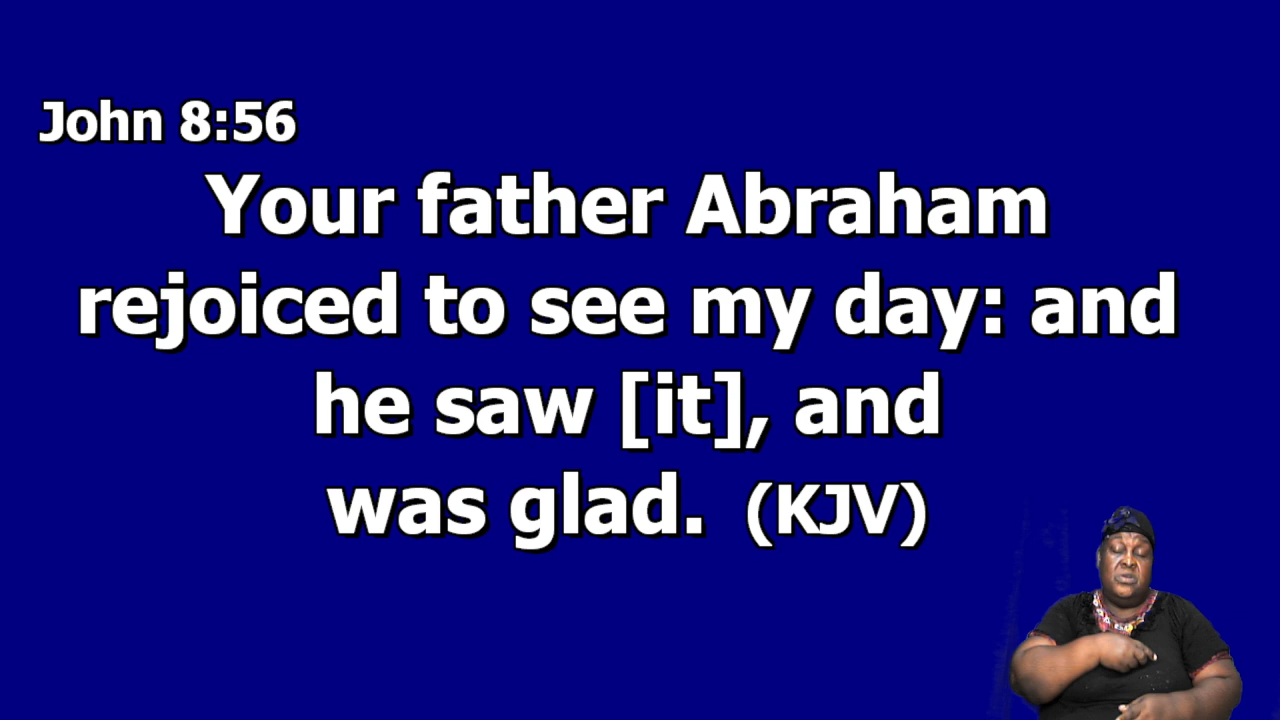 John 8:56
Your father Abraham
rejoiced to see my day: and
he saw [it], and
was glad. (KJV)